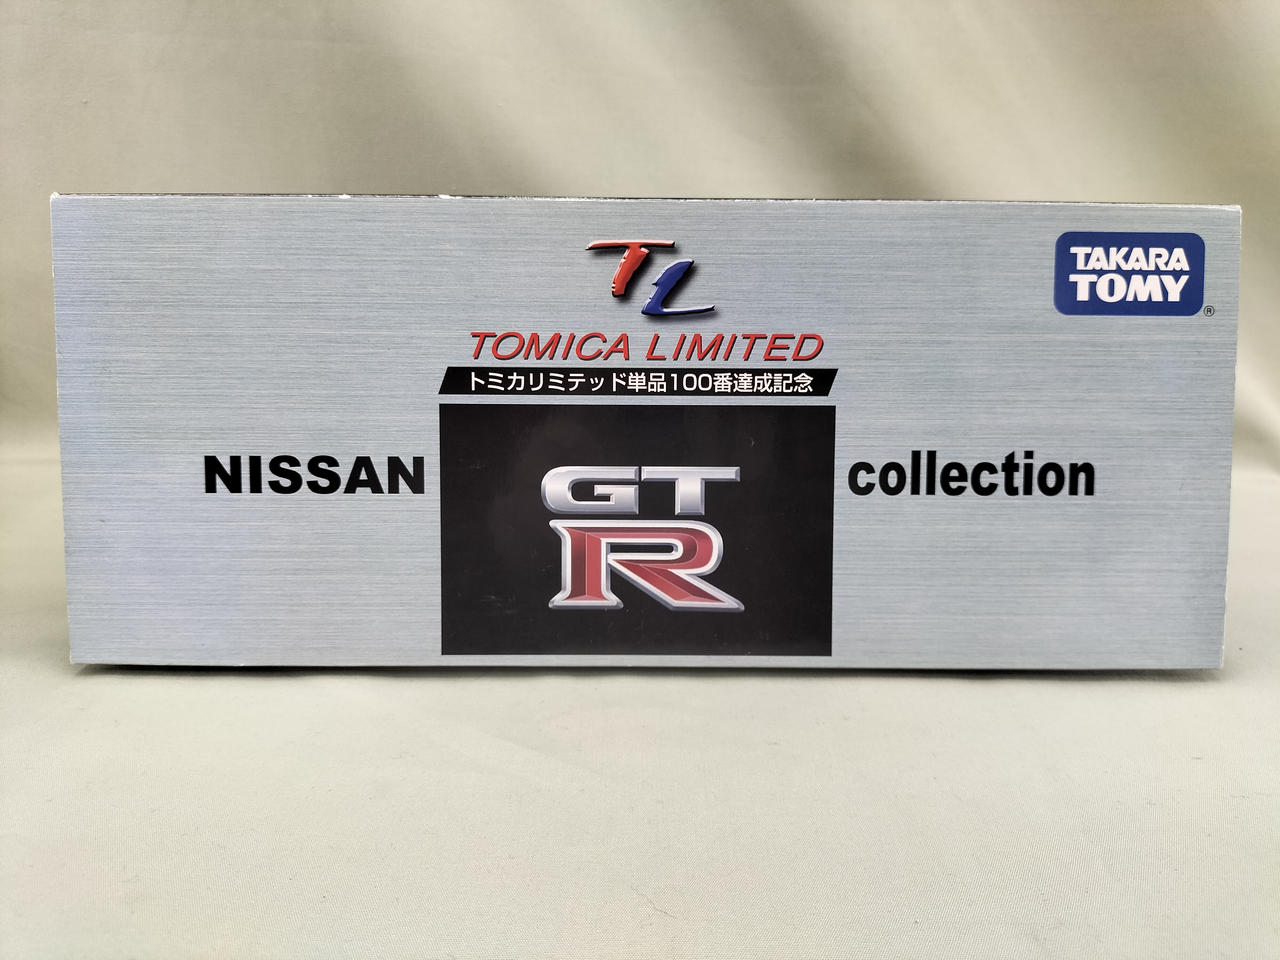 TL
TAKARA
TOMY
®
TOMICA LIMITED
トミカリミテッド単品100番達成記念
NISSAN GT collection
R